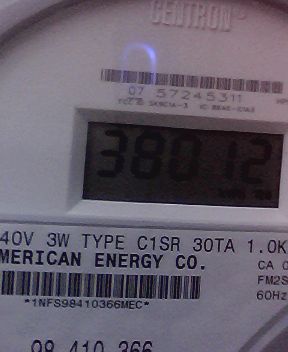 CENTRON
07 57245311
38012
40V 3W TYPE C1SR 30TA 1.0K
MERICAN ENERGY CO.
CA 0
FM2S
60Hz
*1NFS98410366MEC*
98 410 366